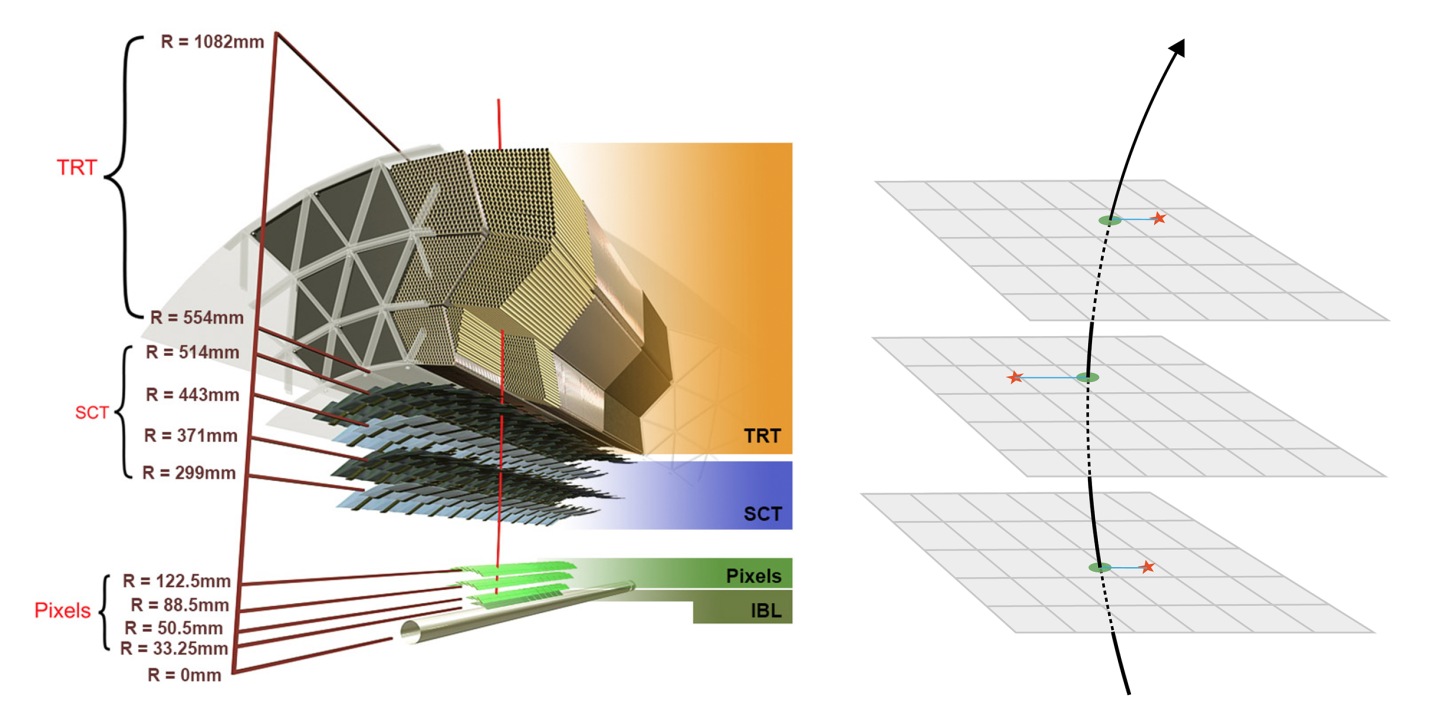 R = 1082mm
TRT
R = 554mm
R = 514mm
R = 443mm
SCT
R = 371mm
R = 299mm
R = 122.5mm
R = 88.5mm
Pixels
R = 50.5mm
R = 33.25mm
R = 0mm
TRT
SCT
Pixels
IBL